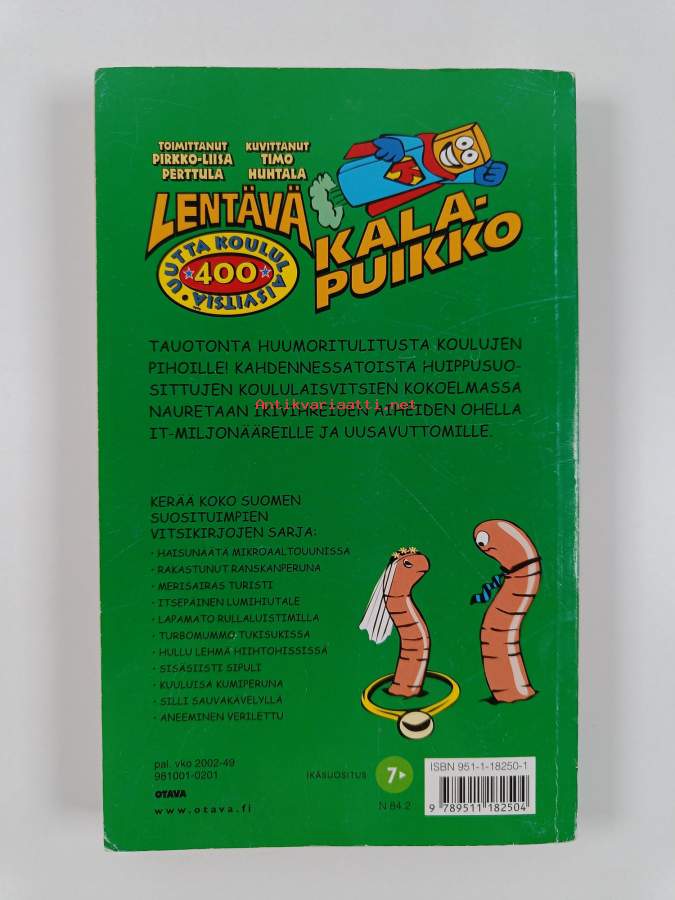 TOIMITTANUT
PIRKKO-LIISA
PERTTULA
KUVITTANUT
TIMO
HUHTALA
LENTÄVÄ
KALA-
PUIKKO
400
UUTTA KOULULAISVITSIÄ
TAUOTONTA HUUMORITULITUSTA KOULUJEN
PIHOILLE! KAHDENNESSATOISTA HUIPPUSUO-
SITTUJEN KOULULAISVITSIEN KOKOELMASSA
NAURETAAN IKIVIHREIDEN AIHEIDEN OHELLA
Antikvariaatti.net
IT-MILJONÄÄREILLE JA UUSAVUTTOMILLE.
KERÄÄ KOKO SUOMEN
SUOSITUIMPIEN
VITSIKIRJOJEN SARJA:
• HAISUNÄÄTÄ MIKROAALTOUUNISSA
• RAKASTUNUT RANSKANPERUNA
• MERISAIRAS TURISTI
• ITSEPÄINEN LUMIHIUTALE
• LAPAMATO RULLALUISTIMILLA
• TURBOMUMMO TUKISUKISSA
• HULLU LEHMÄ HIIHTOHISSISSÄ
• SISÄSIISTI SIPULI
• KUULUISA KUMIPERUNA
• SILLI SAUVAKÄVELYLLÄ
• ANEEMINEN VERILETTU
pal. vko 2002-49
981001-0201
OTAVA
www.otava.fi
IKÄSUOSITUS
7
N 84.2
ISBN 951-1-18250-1
9 789511 182504